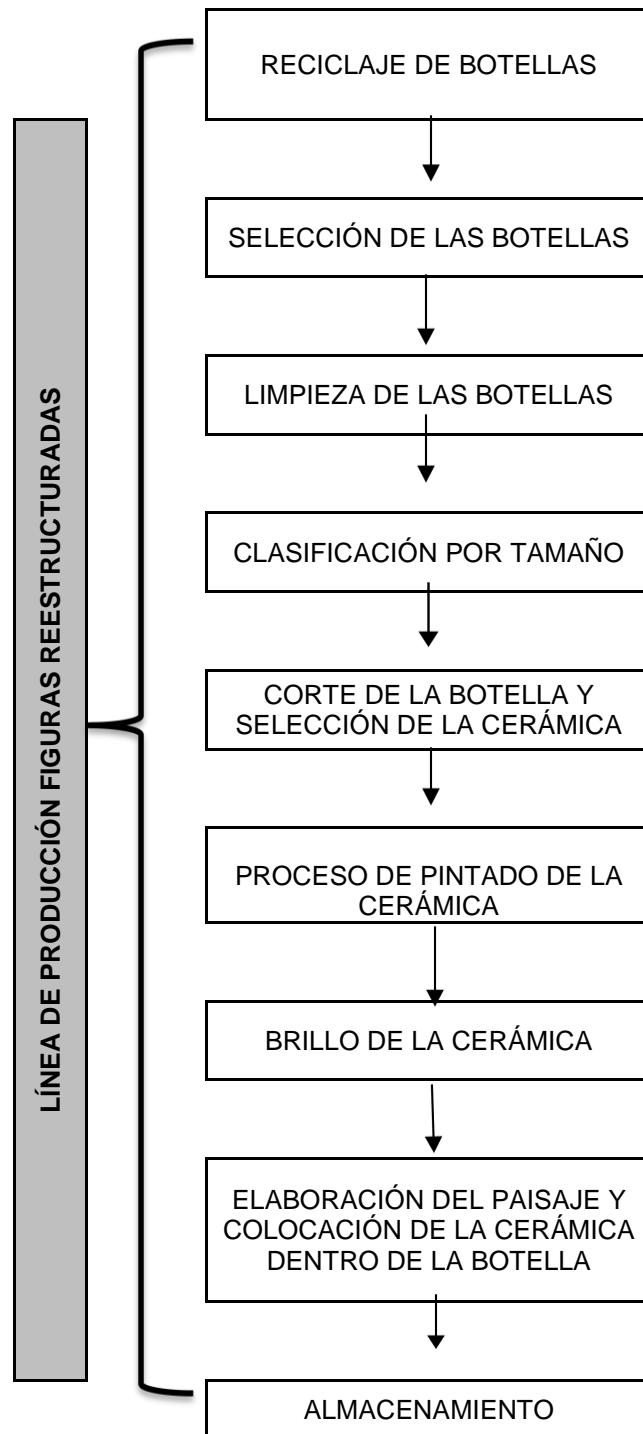 LÍNEA DE PRODUCCIÓN FIGURAS REESTRUCTURADAS
RECICLAJE DE BOTELLAS
SELECCIÓN DE LAS BOTELLAS
LIMPIEZA DE LAS BOTELLAS
CLASIFICACIÓN POR TAMAÑO
CORTE DE LA BOTELLA Y
SELECCIÓN DE LA CERÁMICA
PROCESO DE PINTADO DE LA
CERÁMICA
BRILLO DE LA CERÁMICA
ELABORACIÓN DEL PAISAJE Y
COLOCACIÓN DE LA CERÁMICA
DENTRO DE LA BOTELLA
ALMACENAMIENTO